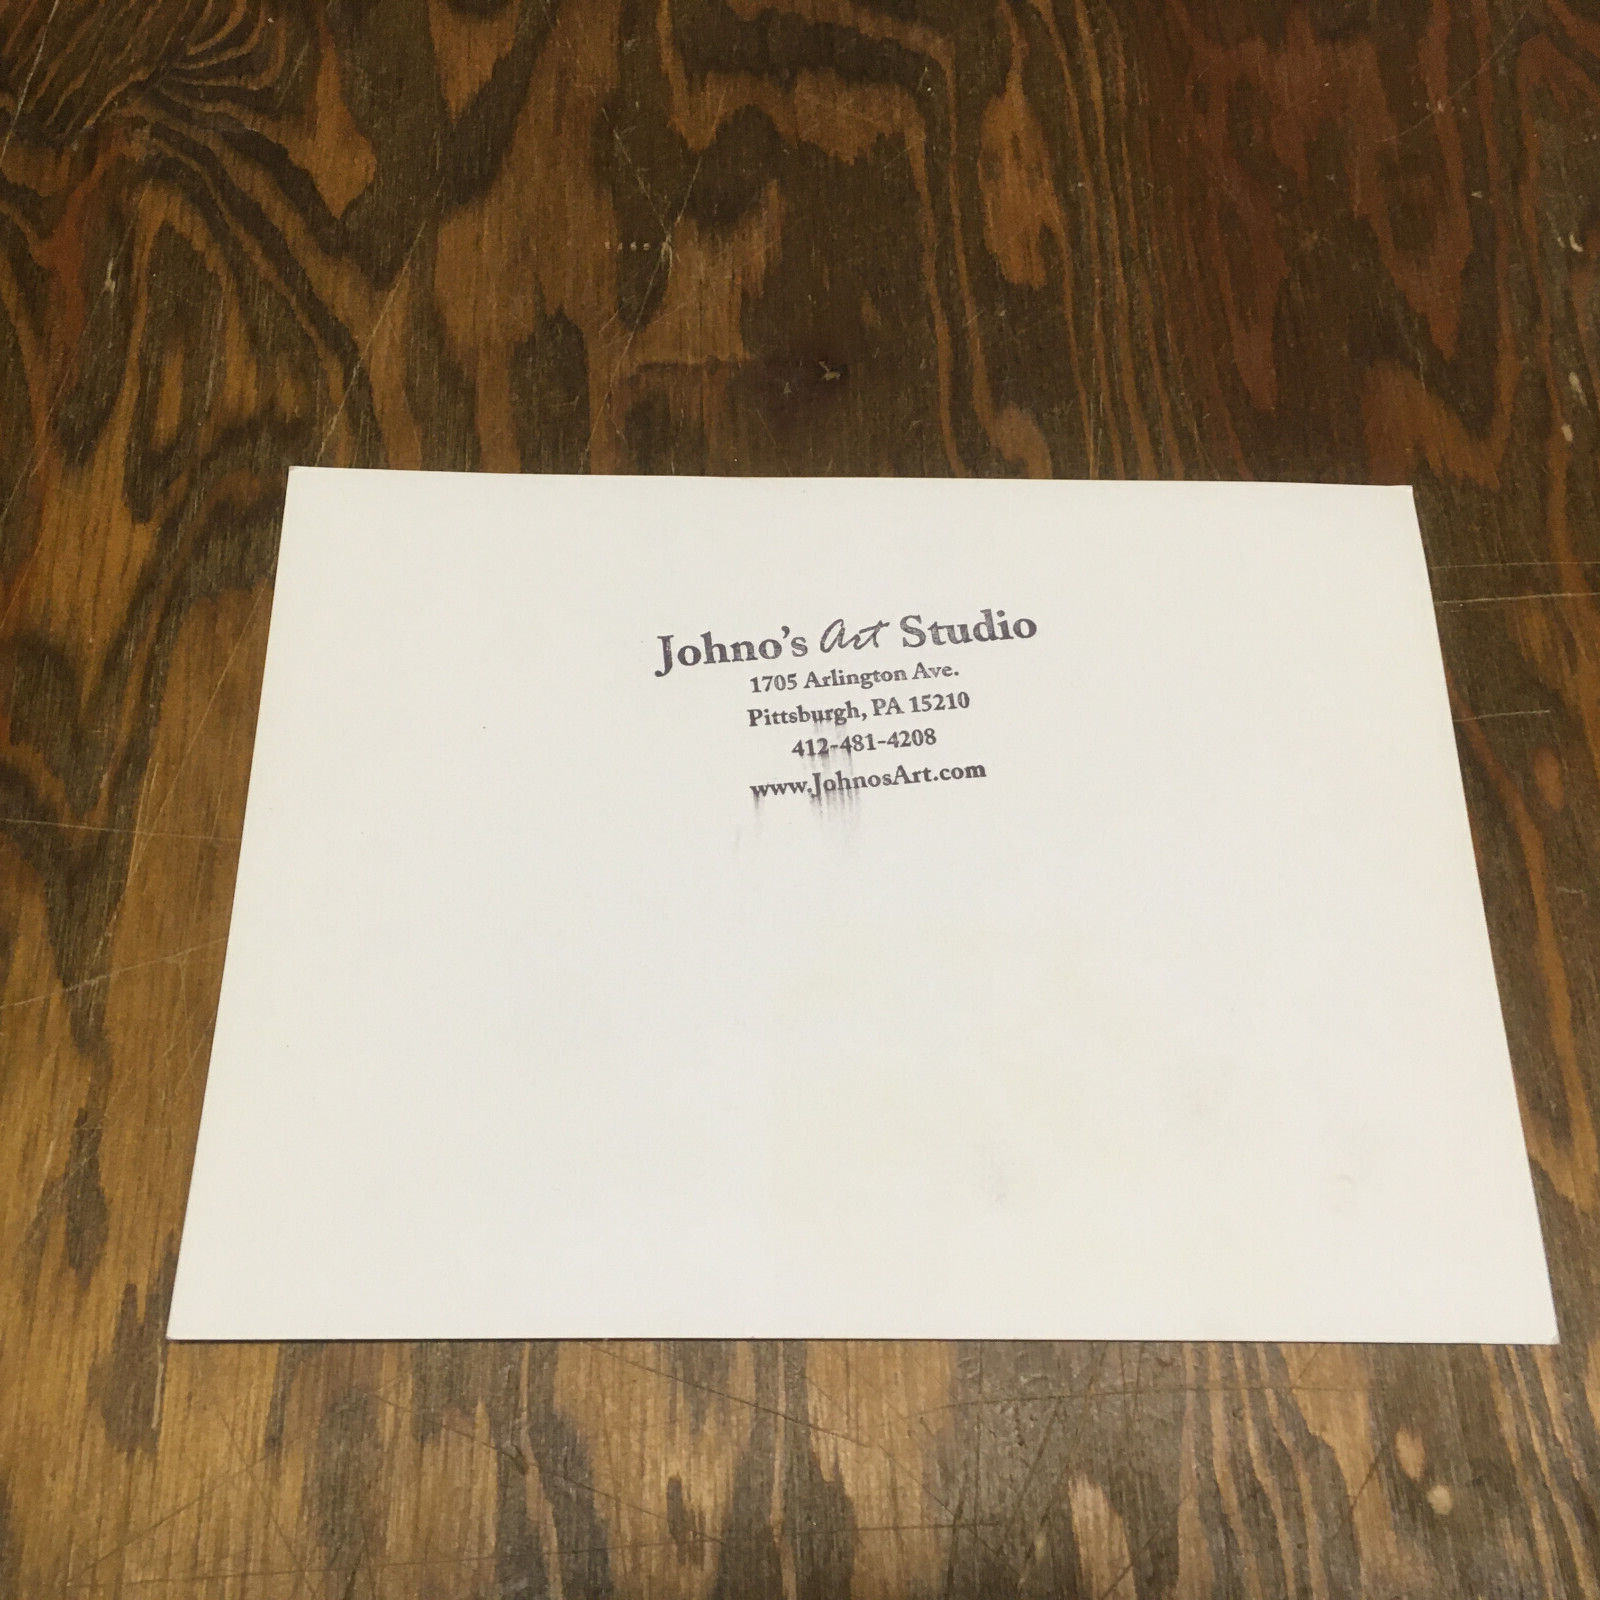 Johno's Art Studio
1705 Arlington Ave.
Pittsburgh, PA 15210
412-481-4208
www.JohnosArt.com